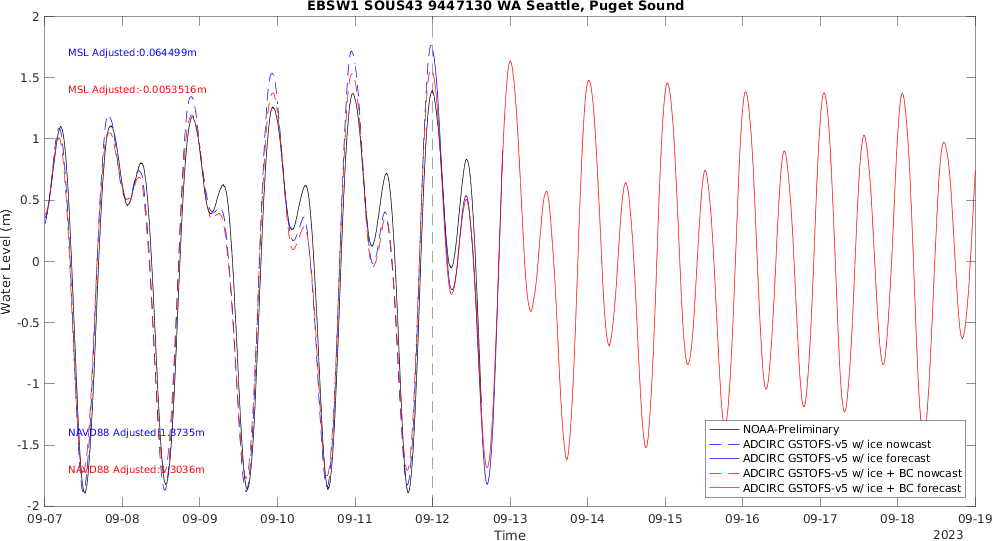 EBSW1 SOUS43 9447130 WA Seattle, Puget Sound
2
1.5
1
0.5
0
-0.5
-1
-1.5
-2
Water Level (m)
MSL Adjusted:0.064499m
MSL Adjusted:-0.0053516m
NAVD88 Adjusted:1.3735m
NAVD88 Adjusted:1.3036m
NOAA-Preliminary
ADCIRC GSTOFS-v5 w/ ice nowcast
ADCIRC GSTOFS-v5 w/ ice forecast
ADCIRC GSTOFS-v5 w/ ice + BC nowcast
ADCIRC GSTOFS-v5 w/ ice + BC forecast
09-07 09-08 09-09 09-10 09-11 09-12 09-13 09-14 09-15 09-16 09-17 09-18 09-19
Time
2023